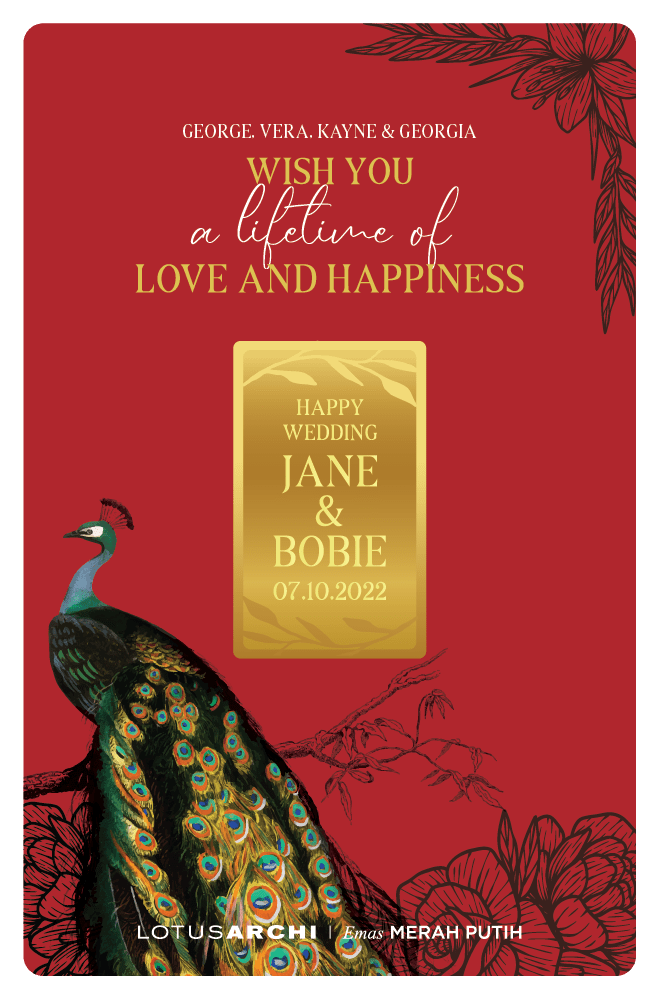 GEORGE, VERA, KAYNE & GEORGIA
WISH YOU
a lifetime of
LOVE AND HAPPINESS
HAPPY
WEDDING
JANE
&
BOBIE
07.10.2022
LOTUSARCHI | Emas MERAH PUTIH